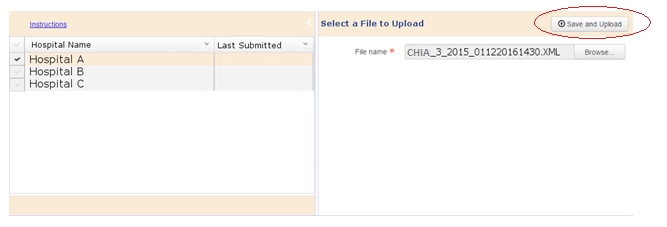 Instructions
Hospital Name Last Submitted
Hospital A
Hospital B
Hospital C
Select a File to Upload Save and Upload
File name * CHIA_3_2015_011220161430.XML Browse...